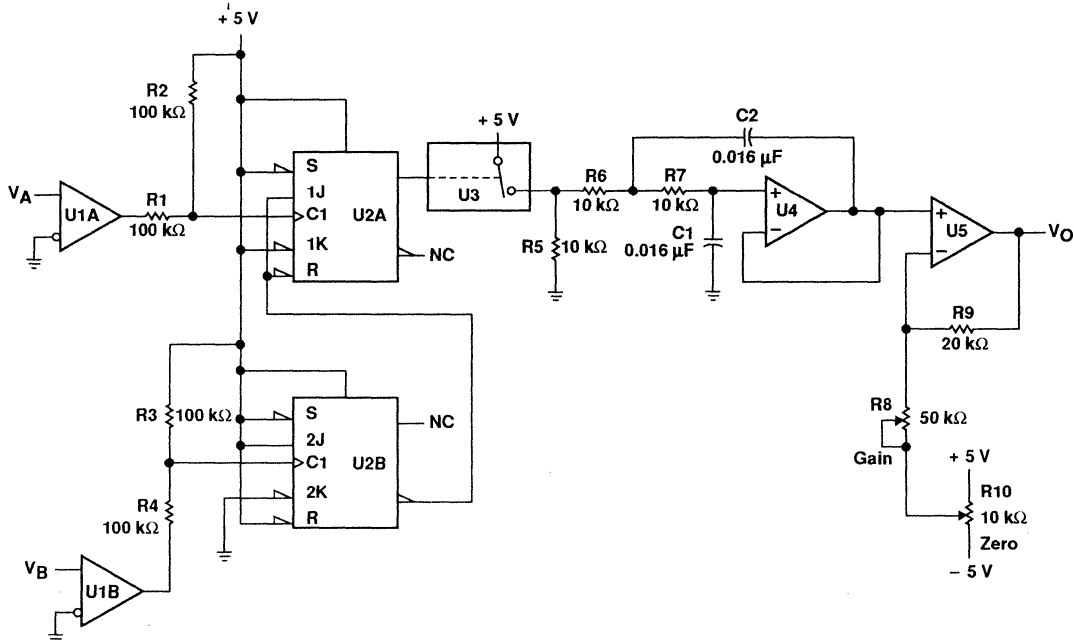 + 5 V
R2
100 kΩ
VA
U1A
R1
100 kΩ
S
1J
C1
1K
R
U2A
NC
+ 5 V
U3
R5
10 kΩ
R6
10 kΩ
R7
10 kΩ
C2
0.016 µF
C1
0.016 µF
+
U4
–
+
U5
–
VO
R9
20 kΩ
R8
50 kΩ
Gain
+ 5 V
R10
10 kΩ
Zero
– 5 V
R3
100 kΩ
R4
100 kΩ
VB
U1B
S
2J
C1
2K
R
U2B
NC